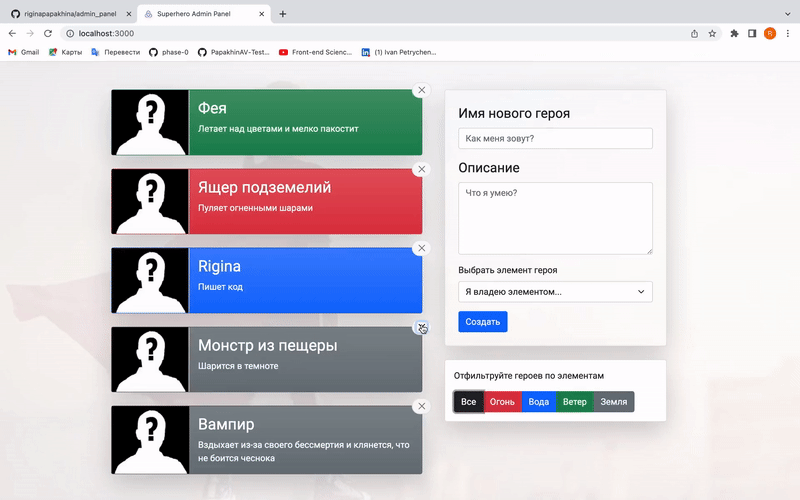 riginapapakhina/admin_panel
Superhero Admin Panel
localhost:3000
Gmail
Карты
Перевести
phase-0
PapakhinAV-Test...
Front-end Scienc...
(1) Ivan Petrychen...
Фея
Летает над цветами и мелко пакостит
Ящер подземелий
Пуляет огненными шарами
Rigina
Пишет код
Монстр из пещеры
Шарится в темноте
Вампир
Вздыхает из-за своего бессмертия и клянется, что
не боится чеснока
Имя нового героя
Как меня зовут?
Описание
Что я умею?
Выбрать элемент героя
Я владею элементом...
Создать
Отфильтруйте героев по элементам
Все
Огонь
Вода
Ветер
Земля